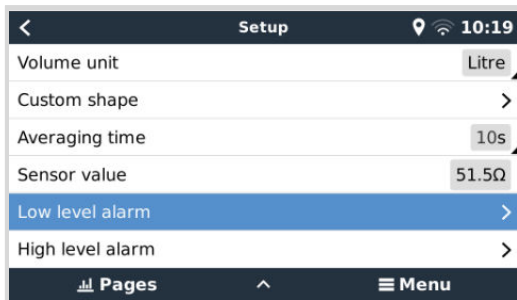 Setup 10:19
Volume unit Litre
Custom shape
Averaging time 10s
Sensor value 51.5Ω
Low level alarm
High level alarm
Pages Menu